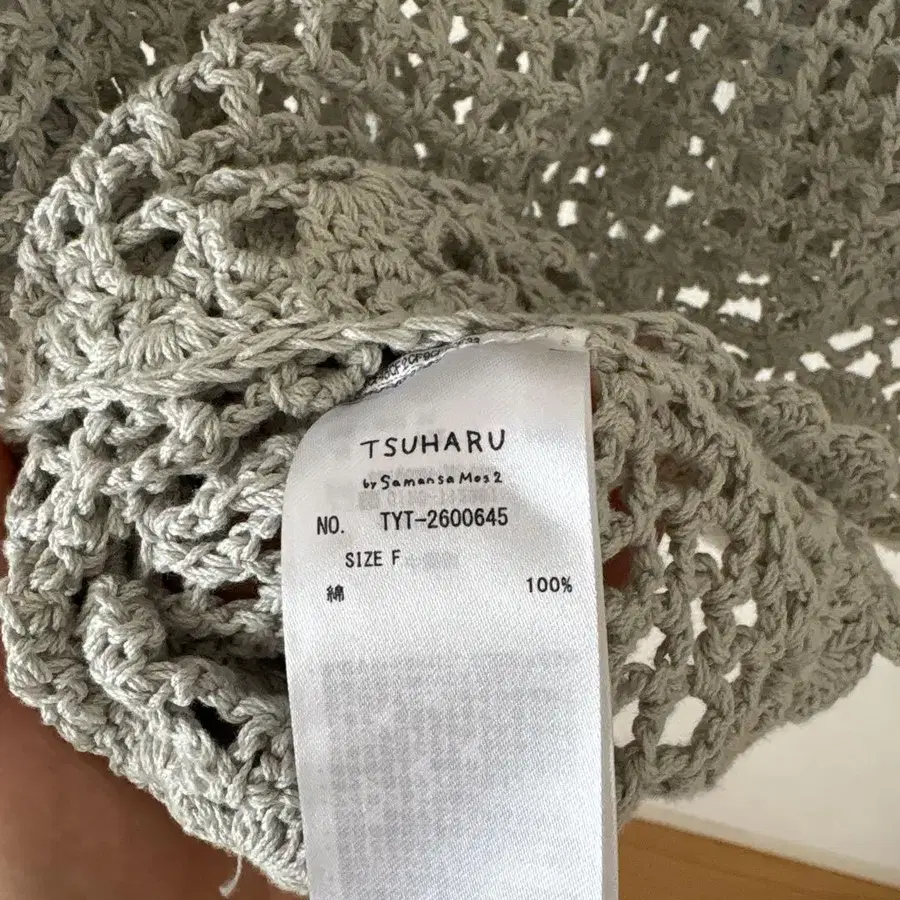 TSUHARU
by Samansa Mos2
NO. TYT-2600645
SIZE F
綿 100%